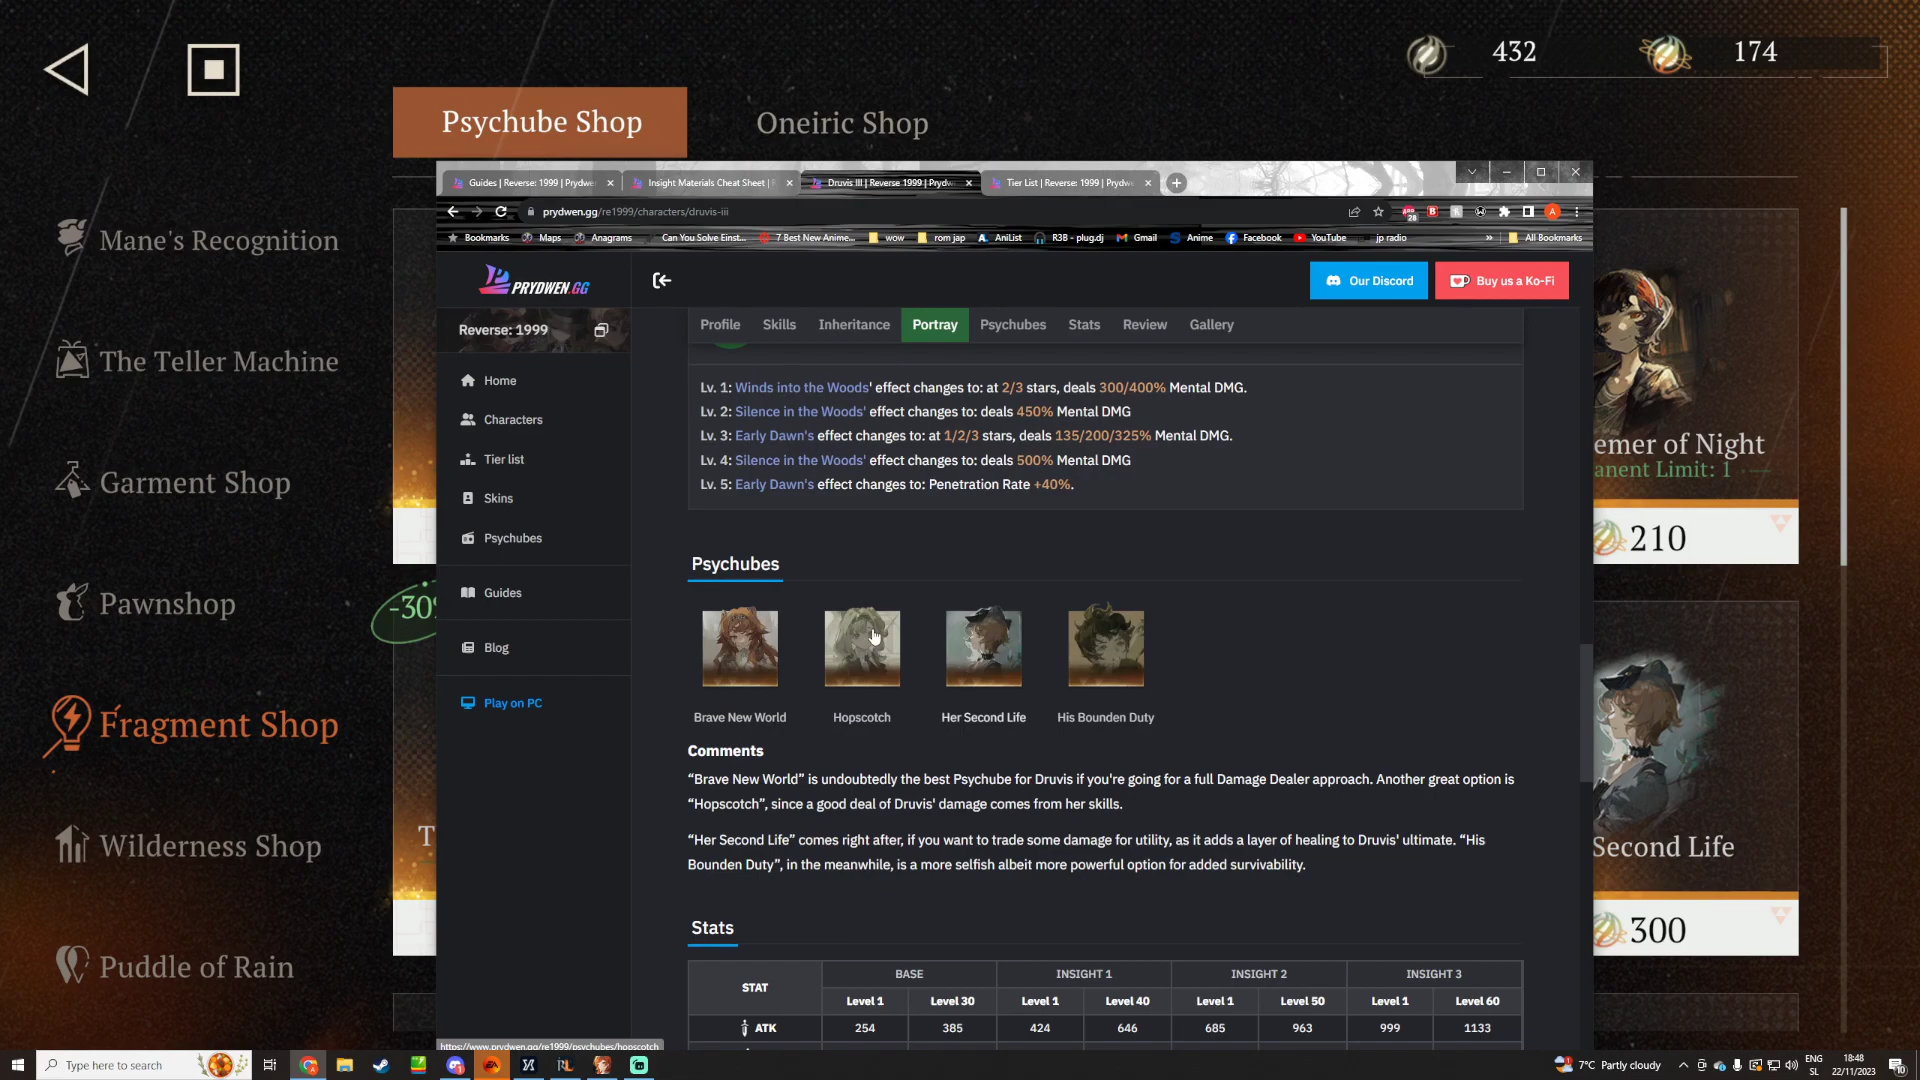 432
174
Psychube Shop
Oneiric Shop
Mane's Recognition
The Teller Machine
Garment Shop
Pawnshop
Fragment Shop
Wilderness Shop
Puddle of Rain
-30
T
emer of Night
anent Limit: 1
210
Second Life
300
Guides | Reverse: 1999 | Prydwe
Insight Materials Cheat Sheet |
Druvis III | Reverse 1999 | Prydw
Tier List | Reverse: 1999 | Prydw
prydwen.gg/re1999/characters/druvis-iii
28
A
Bookmarks
Maps
Anagrams
Can You Solve Einst...
7 Best New Anime...
wow
rom jap
AniList
R3B - plug.dj
Gmail
Anime
Facebook
YouTube
jp radio
»
All Bookmarks
PRYDWEN.GG
Our Discord
Buy us a Ko-Fi
Reverse: 1999
Home
Characters
Tier list
Skins
Psychubes
Guides
Blog
Play on PC
Profile
Skills
Inheritance
Portray
Psychubes
Stats
Review
Gallery
Lv. 1: Winds into the Woods' effect changes to: at 2/3 stars, deals 300/400% Mental DMG.
Lv. 2: Silence in the Woods' effect changes to: deals 450% Mental DMG
Lv. 3: Early Dawn's effect changes to: at 1/2/3 stars, deals 135/200/325% Mental DMG.
Lv. 4: Silence in the Woods' effect changes to: deals 500% Mental DMG
Lv. 5: Early Dawn's effect changes to: Penetration Rate +40%.
Psychubes
Brave New World
Hopscotch
Her Second Life
His Bounden Duty
Comments
“Brave New World” is undoubtedly the best Psychube for Druvis if you're going for a full Damage Dealer approach. Another great option is
“Hopscotch”, since a good deal of Druvis' damage comes from her skills.
“Her Second Life” comes right after, if you want to trade some damage for utility, as it adds a layer of healing to Druvis' ultimate. “His
Bounden Duty”, in the meanwhile, is a more selfish albeit more powerful option for added survivability.
Stats
STAT BASE INSIGHT 1 INSIGHT 2 INSIGHT 3
Level 1 Level 30 Level 1 Level 40 Level 1 Level 50 Level 1 Level 60
ATK 254 385 424 646 685 963 999 1133
https://www.prydwen.gg/re1999/psychubes/hopscotch
Type here to search
7°C Partly cloudy
ENG
SL
18:48
22/11/2023
10